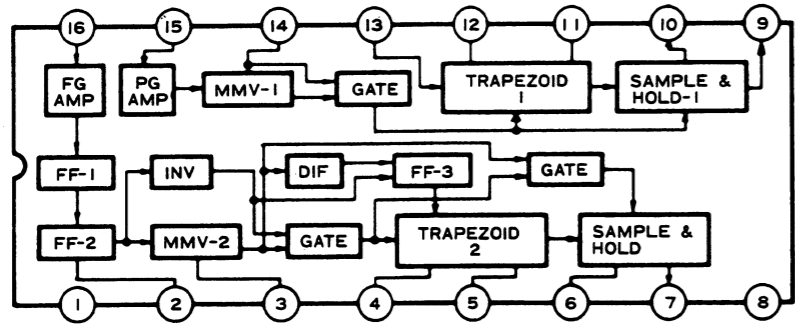 16 15 14 13 12 11 10 9
FG AMP
PG AMP
MMV-1
GATE
TRAPEZOID 1
SAMPLE & HOLD-1
FF-1
INV
DIF
FF-3
GATE
FF-2
MMV-2
GATE
TRAPEZOID 2
SAMPLE & HOLD
1 2 3 4 5 6 7 8